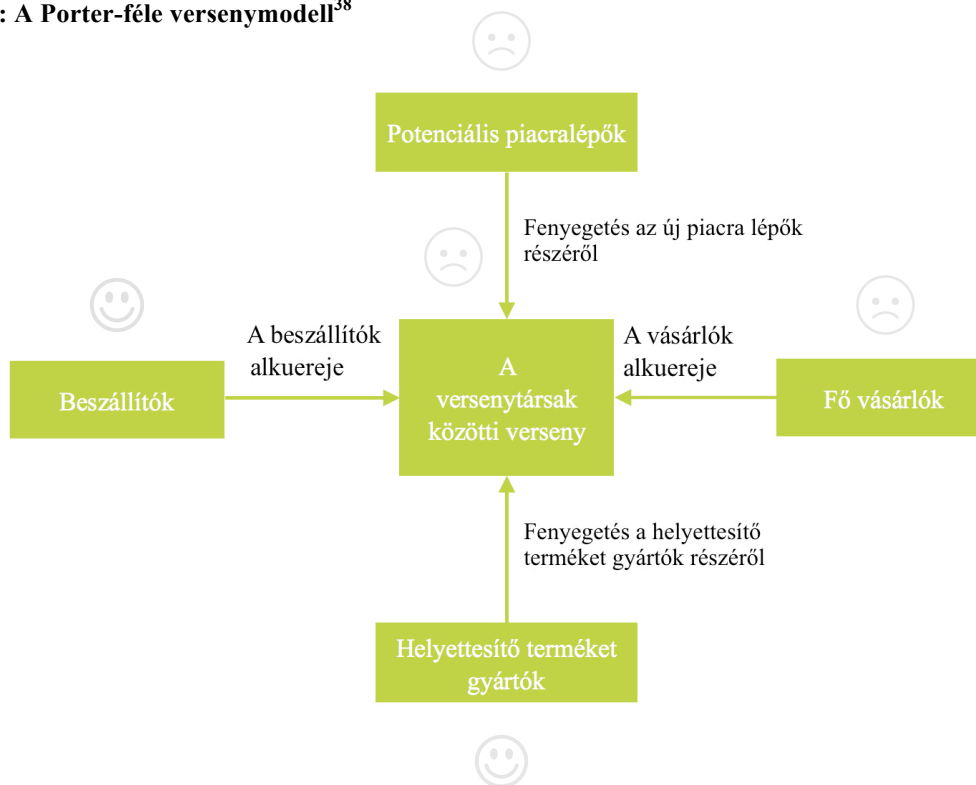 : A Porter-féle versenymodell³⁸
Potenciális piacralépők
Fenyegetés az új piacra lépők
részéről
A beszállítók
alkuereje
A vásárlók
alkuereje
Beszállítók
A
versenytársak
közötti verseny
Fő vásárlók
Fenyegetés a helyettesítő
terméket gyártók részéről
Helyettesítő terméket
gyártók